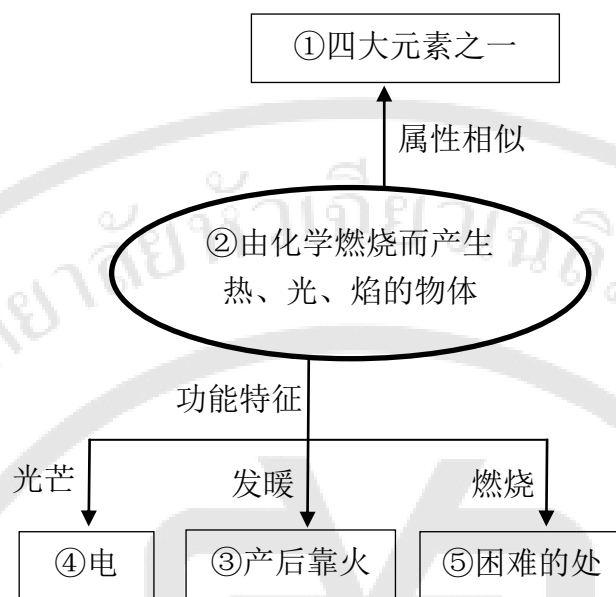 ①四大元素之一
属性相似
②由化学燃烧而产生
热、光、焰的物体
功能特征
光芒
发暖
燃烧
④电
③产后靠火
⑤困难的处